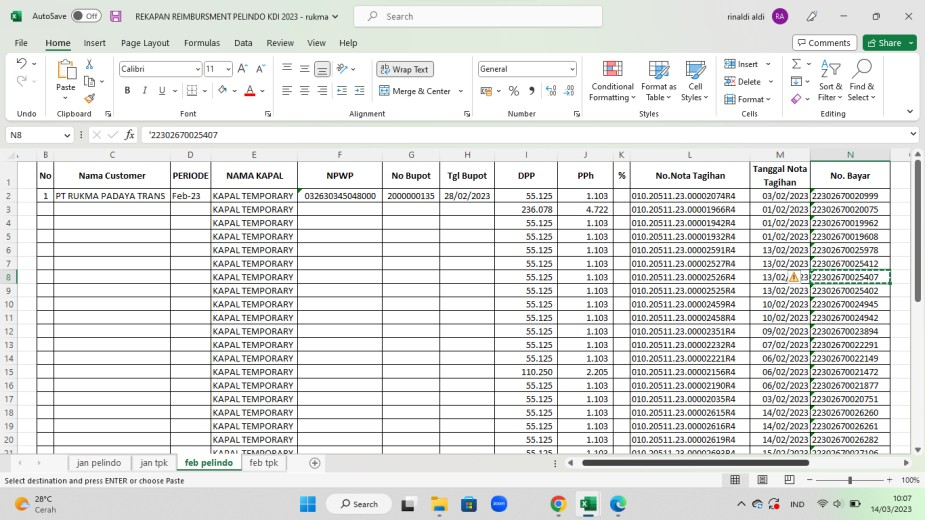 AutoSave Off REKAPAN REIMBURSMENT PELINDO KDI 2023 - rukma Search rinaldi aldi RA
File Home Insert Page Layout Formulas Data Review View Help Comments Share
Paste Calibri 11 A A Wrap Text General Conditional Formatting Format as Table Cell Styles Insert Delete Format Sort & Filter Find & Select
B I U A Merge & Center % ,
Undo Clipboard Font Alignment Number Styles Cells Editing
N8 fx '22302670025407
B C D E F G H I J K L M N
1 No Nama Customer PERIODE NAMA KAPAL NPWP No Bupot Tgl Bupot DPP PPh % No.Nota Tagihan Tanggal Nota Tagihan No. Bayar
2 1 PT RUKMA PADAYA TRANS Feb-23 KAPAL TEMPORARY 032630345048000 2000000135 28/02/2023 55.125 1.103 010.20511.23.00002074R4 03/02/2023 22302670020999
3 KAPAL TEMPORARY 236.078 4.722 010.20511.23.00001966R4 01/02/2023 22302670020075
4 KAPAL TEMPORARY 55.125 1.103 010.20511.23.00001942R4 01/02/2023 22302670019962
5 KAPAL TEMPORARY 55.125 1.103 010.20511.23.00001932R4 01/02/2023 22302670019608
6 KAPAL TEMPORARY 55.125 1.103 010.20511.23.00002591R4 13/02/2023 22302670025978
7 KAPAL TEMPORARY 55.125 1.103 010.20511.23.00002527R4 13/02/2023 22302670025412
8 KAPAL TEMPORARY 55.125 1.103 010.20511.23.00002526R4 13/02/ 23 22302670025407
9 KAPAL TEMPORARY 55.125 1.103 010.20511.23.00002525R4 13/02/2023 22302670025402
10 KAPAL TEMPORARY 55.125 1.103 010.20511.23.00002459R4 10/02/2023 22302670024945
11 KAPAL TEMPORARY 55.125 1.103 010.20511.23.00002458R4 10/02/2023 22302670024942
12 KAPAL TEMPORARY 55.125 1.103 010.20511.23.00002351R4 09/02/2023 22302670023894
13 KAPAL TEMPORARY 55.125 1.103 010.20511.23.00002232R4 07/02/2023 22302670022291
14 KAPAL TEMPORARY 55.125 1.103 010.20511.23.00002221R4 06/02/2023 22302670022149
15 KAPAL TEMPORARY 110.250 2.205 010.20511.23.00002156R4 06/02/2023 22302670021472
16 KAPAL TEMPORARY 55.125 1.103 010.20511.23.00002190R4 06/02/2023 22302670021877
17 KAPAL TEMPORARY 55.125 1.103 010.20511.23.00002035R4 03/02/2023 22302670020751
18 KAPAL TEMPORARY 55.125 1.103 010.20511.23.00002615R4 14/02/2023 22302670026260
19 KAPAL TEMPORARY 55.125 1.103 010.20511.23.00002616R4 14/02/2023 22302670026261
20 KAPAL TEMPORARY 55.125 1.103 010.20511.23.00002619R4 14/02/2023 22302670026282
21 KAPAL TEMPORARY 55.125 1.103 15/02/2023
jan pelindo jan tpk feb pelindo feb tpk
Select destination and press ENTER or choose Paste 100%
28°C
Cerah
Search zoom IND 10:07
14/03/2023